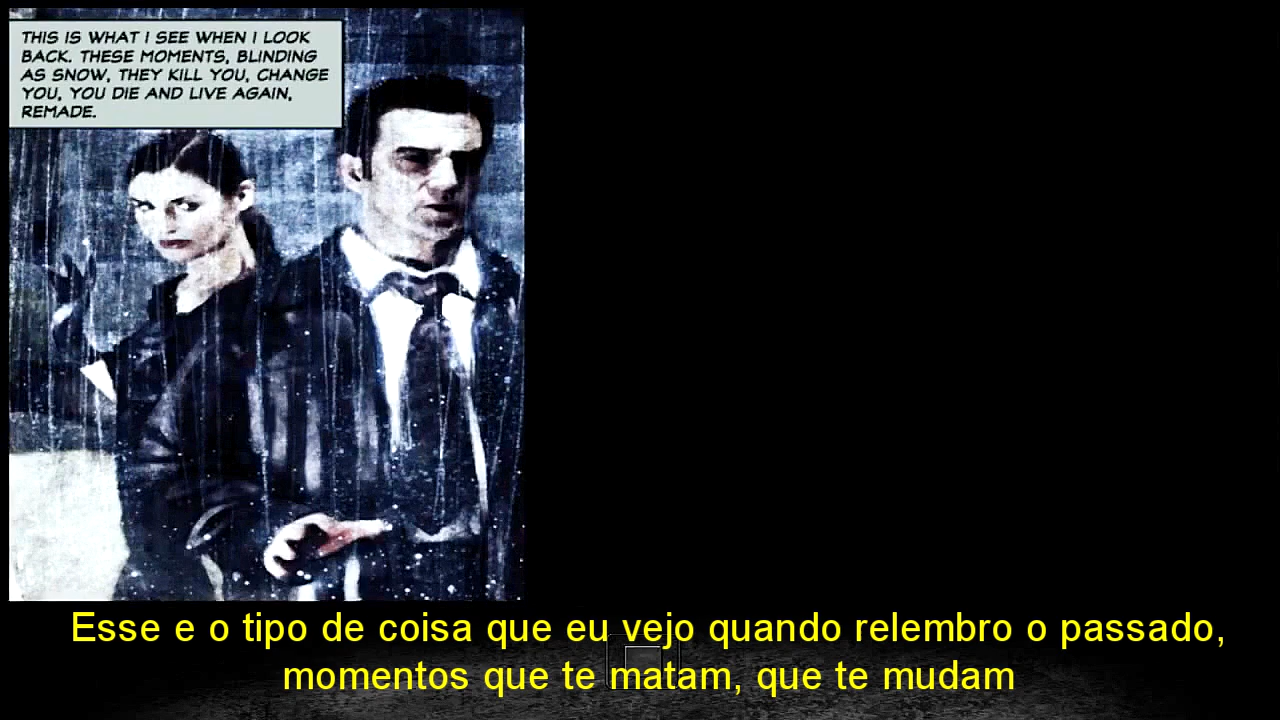 THIS IS WHAT I SEE WHEN I LOOK
BACK. THESE MOMENTS, BLINDING
AS SNOW, THEY KILL YOU, CHANGE
YOU, YOU DIE AND LIVE AGAIN,
REMADE.
Esse e o tipo de coisa que eu vejo quando relembro o passado,
momentos que te matam, que te mudam